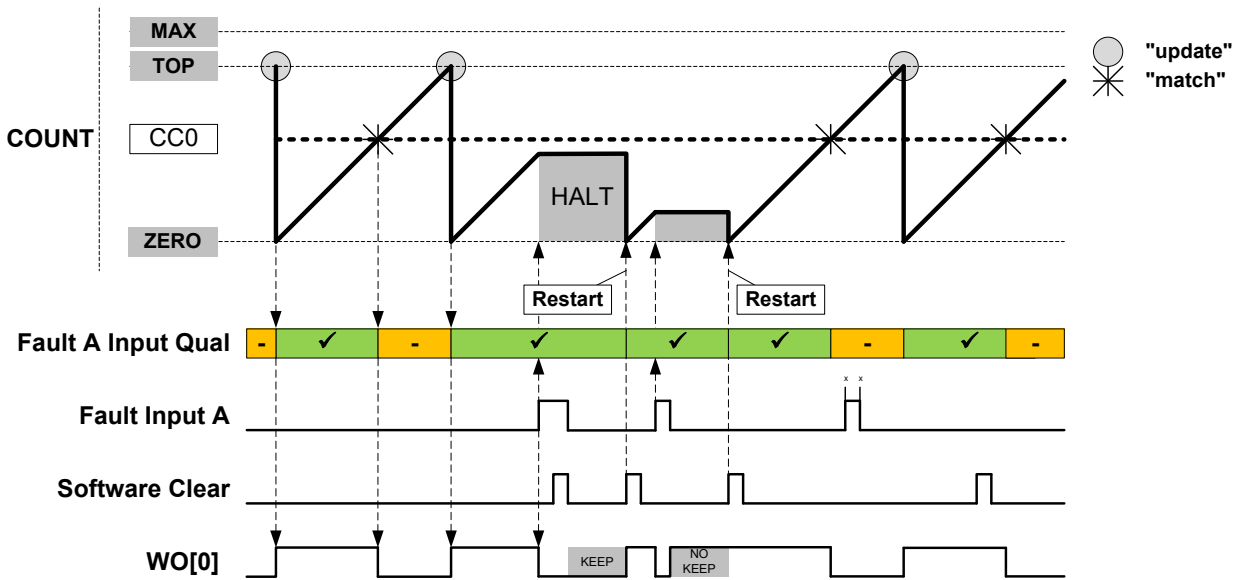 MAX
"update"
TOP
"match"
COUNT
CC0
HALT
ZERO
Restart
Restart
Fault A Input Qual
- ✓ - ✓ ✓ ✓ - ✓ -
x x
Fault Input A
Software Clear
WO[0]
KEEP
NO
KEEP